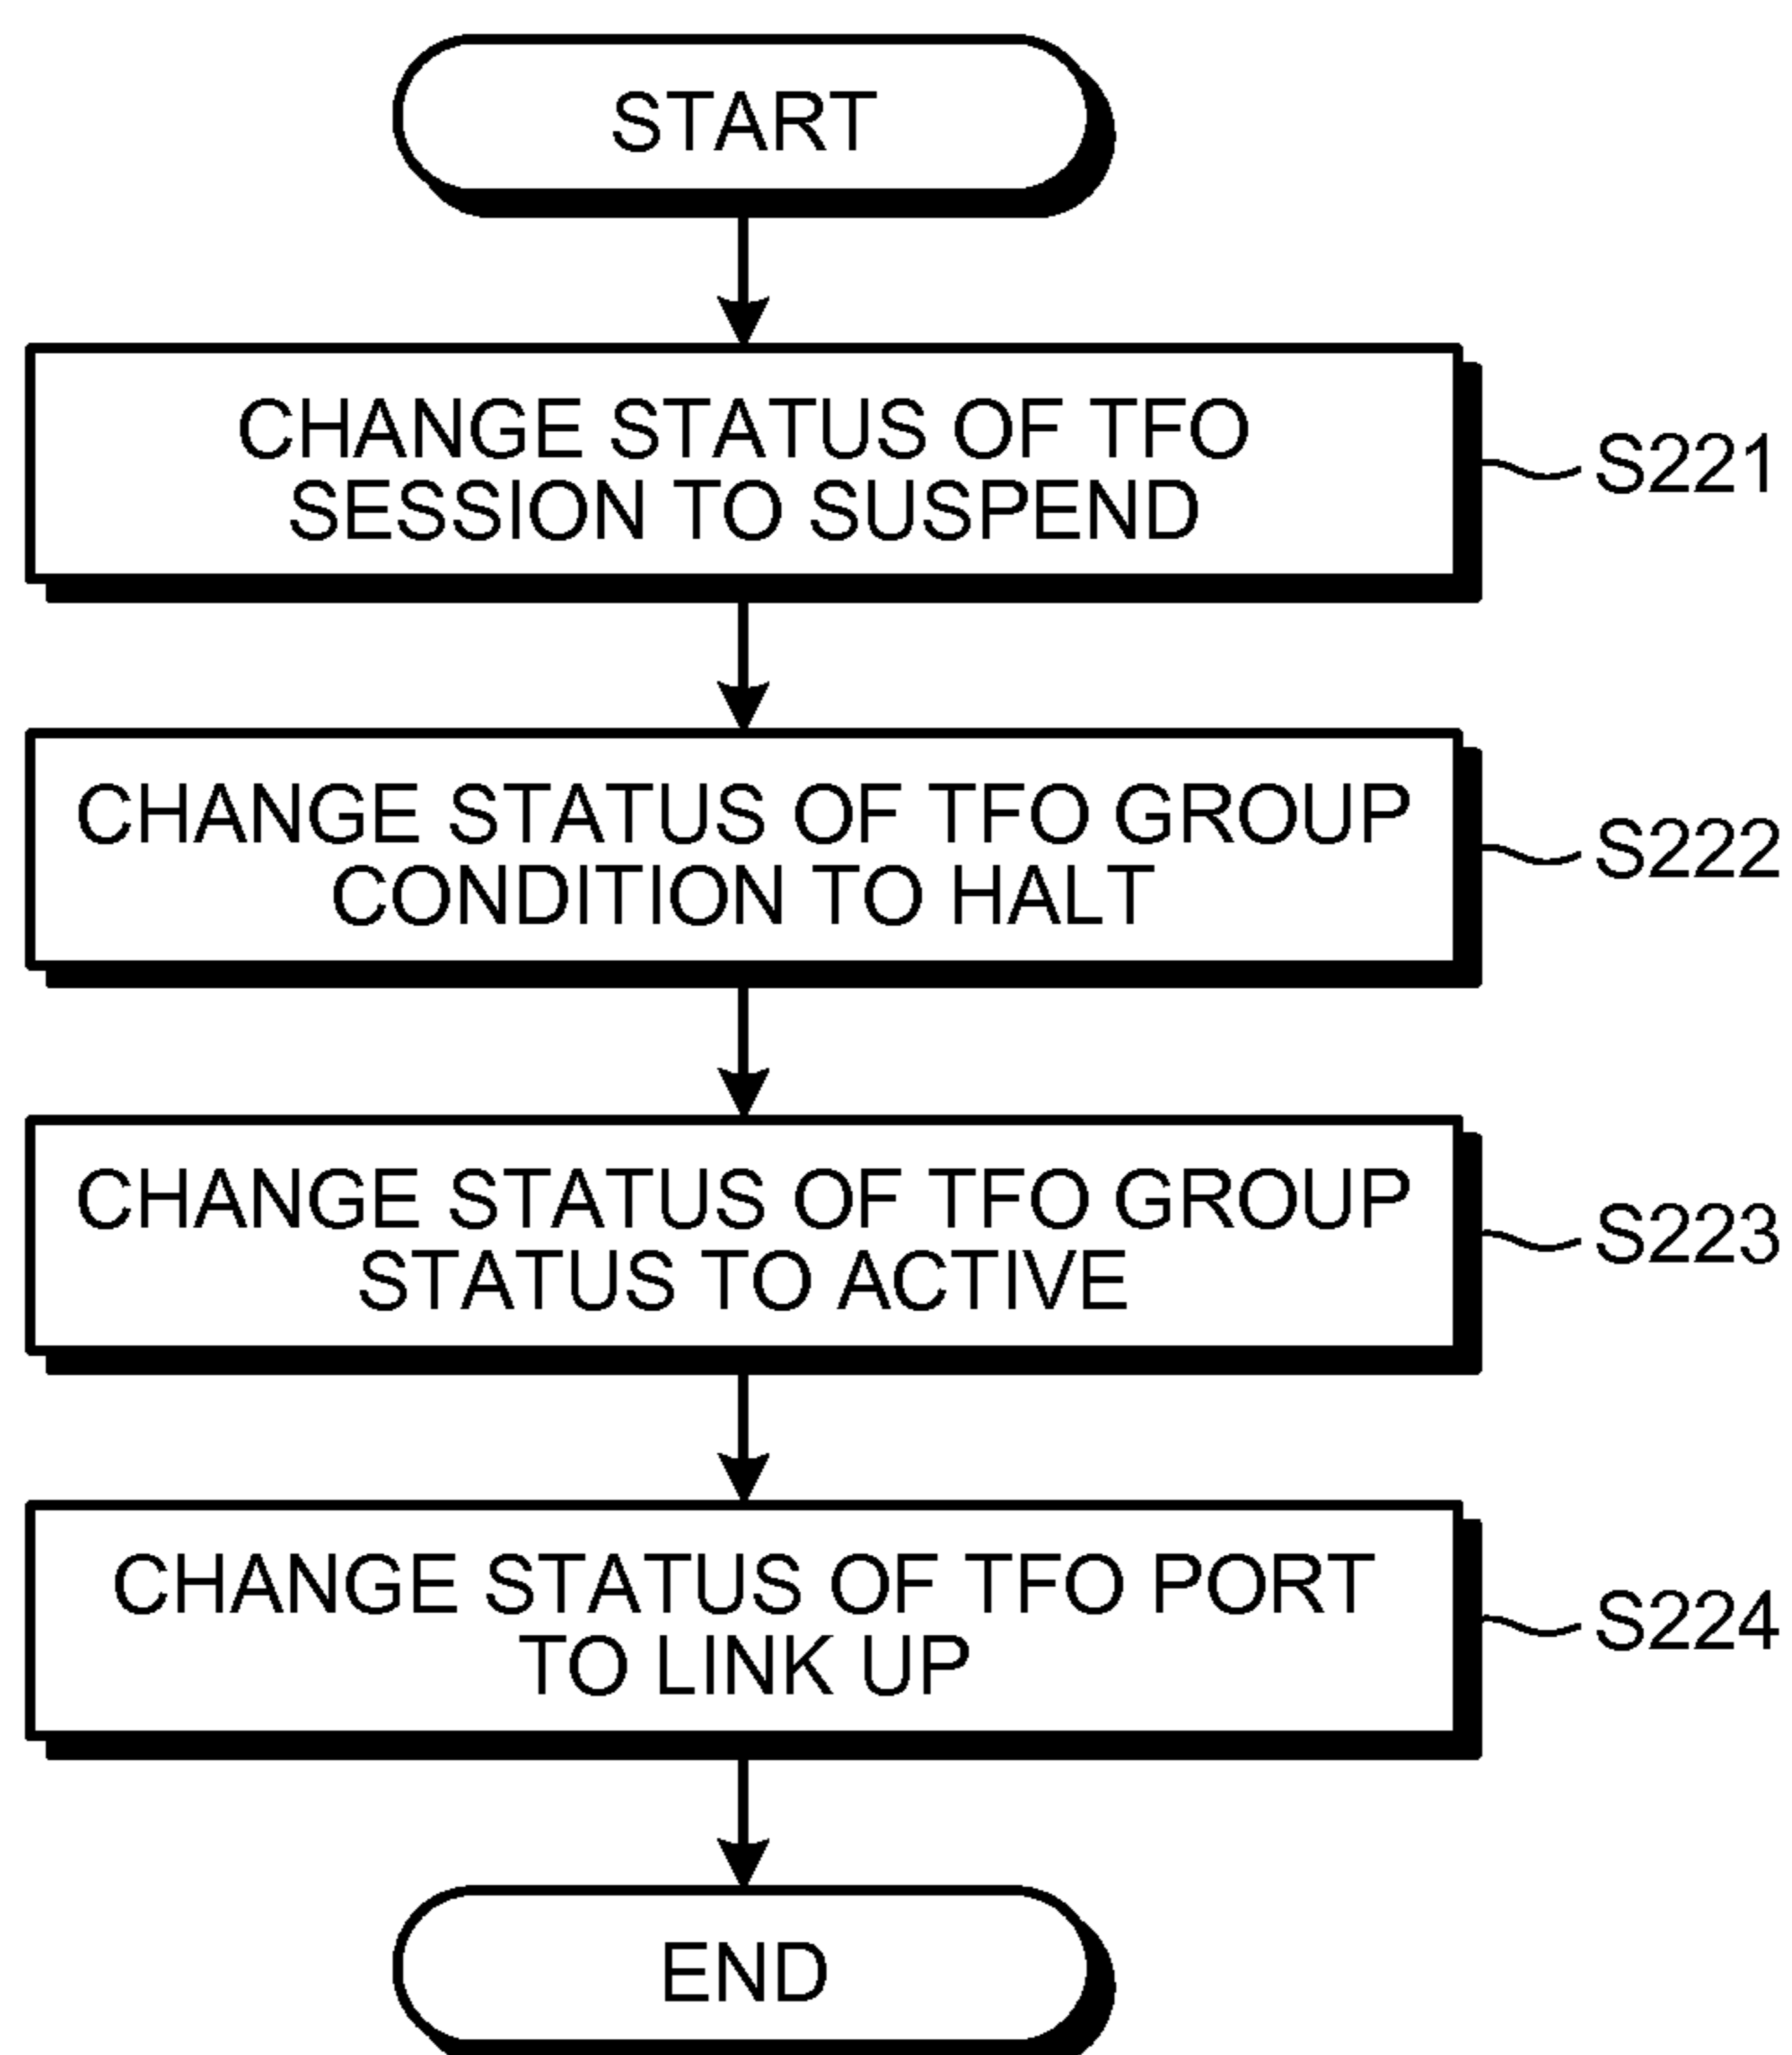 START
CHANGE STATUS OF TFO
SESSION TO SUSPEND
S221
CHANGE STATUS OF TFO GROUP
CONDITION TO HALT
S222
CHANGE STATUS OF TFO GROUP
STATUS TO ACTIVE
S223
CHANGE STATUS OF TFO PORT
TO LINK UP
S224
END